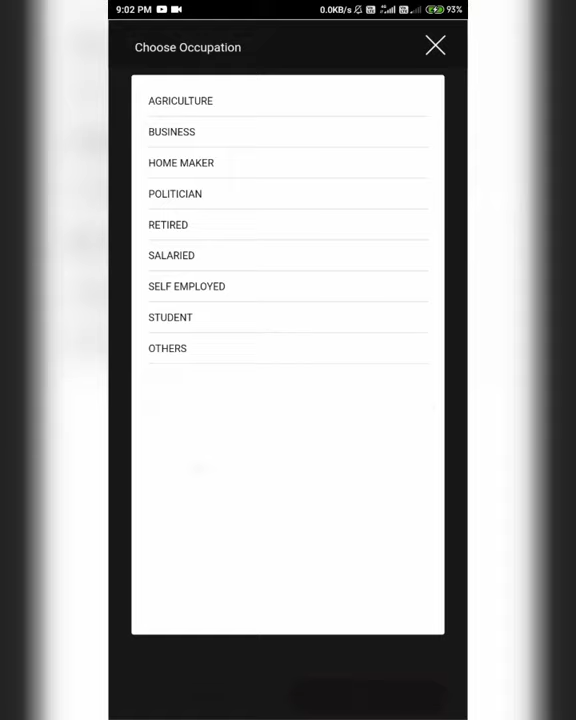 9:02 PM 0.0KB/s 93%
Choose Occupation
AGRICULTURE
BUSINESS
HOME MAKER
POLITICIAN
RETIRED
SALARIED
SELF EMPLOYED
STUDENT
OTHERS